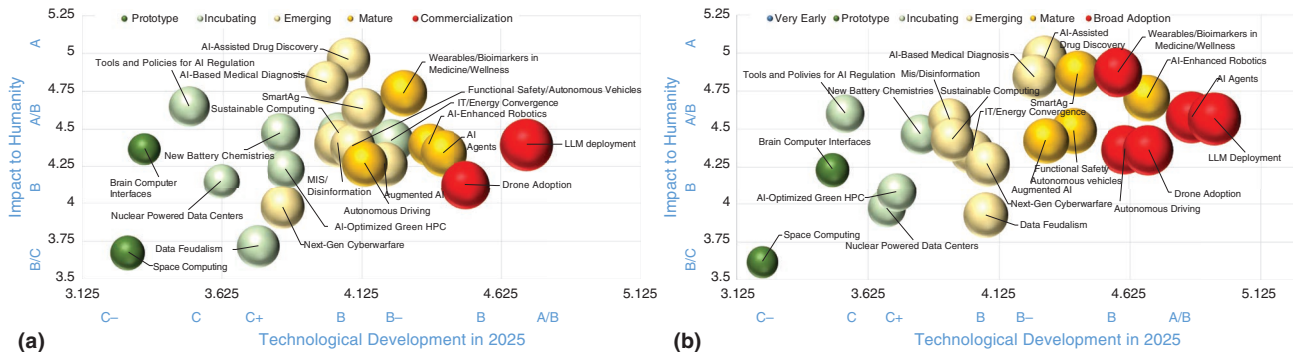 Prototype Incubating Emerging Mature Commercialization
5.25
5
4.75
4.5
4.25
4
3.75
3.5
A
A/B
B
B/C
Impact to Humanity
AI-Assisted Drug Discovery
Tools and Policies for AI Regulation
AI-Based Medical Diagnosis
Wearables/Bioimarkers in
Medicine/Wellness
SmartAg
Functional Safety/Autonomous Vehicles
Sustainable Computing
IT/Energy Convergence
AI-Enhanced Robotics
AI
Agents
LLM deployment
New Battery Chemistries
Brain Computer
Interfaces
MIS/
Disinformation
Augmented AI
Drone Adoption
Nuclear Powered Data Centers
Autonomous Driving
AI-Optimized Green HPC
Data Feudalism
Next-Gen Cyberwarfare
Space Computing
3.125 3.625 4.125 4.625 5.125
C– C C+ B B– B A/B
(a)
Technological Development in 2025
Very Early Prototype Incubating Emerging Mature Broad Adoption
5.25
5
4.75
4.5
4.25
4
3.75
3.5
A
A/B
B
B/C
Impact to Humanity
AI-Assisted
Drug Discovery
Wearables/Bioimarkers in
Medicine/Wellness
AI-Based Medical Diagnosis
AI-Enhanced Robotics
Tools and Polivies for AI Regulation
Mis/Disinformation
AI Agents
New Battery Chemistries
Sustainable Computing
SmartAg
IT/Energy Convergence
Brain Computer Interfaces
LLM Deployment
Functional Safety
Autonomous vehicles
Drone Adoption
Augmented AI
AI-Optimized Green HPC
Next-Gen Cyberwarfare
Autonomous Driving
Data Feudalism
Nuclear Powered Data Centers
Space Computing
3.125 3.625 4.125 4.625 5.125
C– C C+ B B– B A/B
(b)
Technological Development in 2025